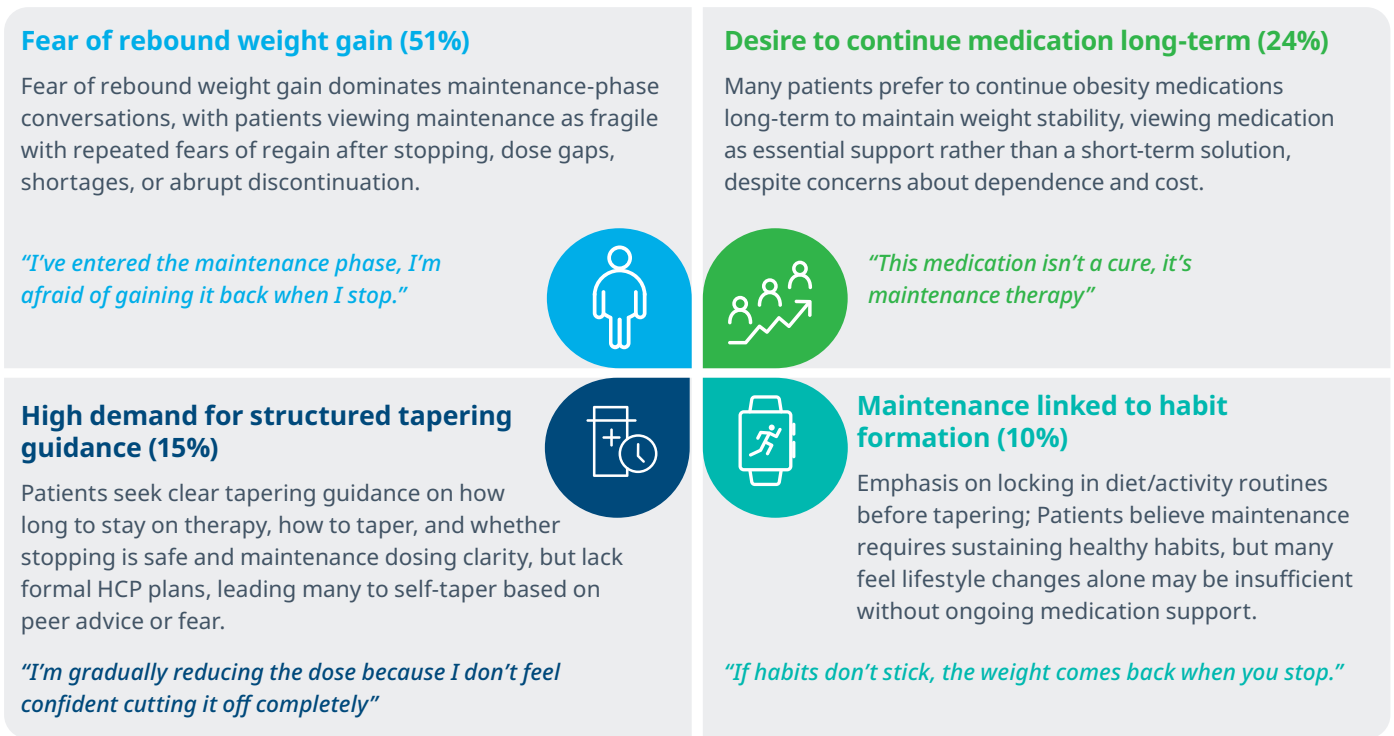 Fear of rebound weight gain (51%)
Fear of rebound weight gain dominates maintenance-phase
conversations, with patients viewing maintenance as fragile
with repeated fears of regain after stopping, dose gaps,
shortages, or abrupt discontinuation.
“I’ve entered the maintenance phase, I’m
afraid of gaining it back when I stop.”
Desire to continue medication long-term (24%)
Many patients prefer to continue obesity medications
long-term to maintain weight stability, viewing medication
as essential support rather than a short-term solution,
despite concerns about dependence and cost.
“This medication isn’t a cure, it’s
maintenance therapy”
High demand for structured tapering
guidance (15%)
Patients seek clear tapering guidance on how
long to stay on therapy, how to taper, and whether
stopping is safe and maintenance dosing clarity, but lack
formal HCP plans, leading many to self-taper based on
peer advice or fear.
“I’m gradually reducing the dose because I don’t feel
confident cutting it off completely”
Maintenance linked to habit
formation (10%)
Emphasis on locking in diet/activity routines
before tapering; Patients believe maintenance
requires sustaining healthy habits, but many
feel lifestyle changes alone may be insufficient
without ongoing medication support.
“If habits don’t stick, the weight comes back when you stop.”